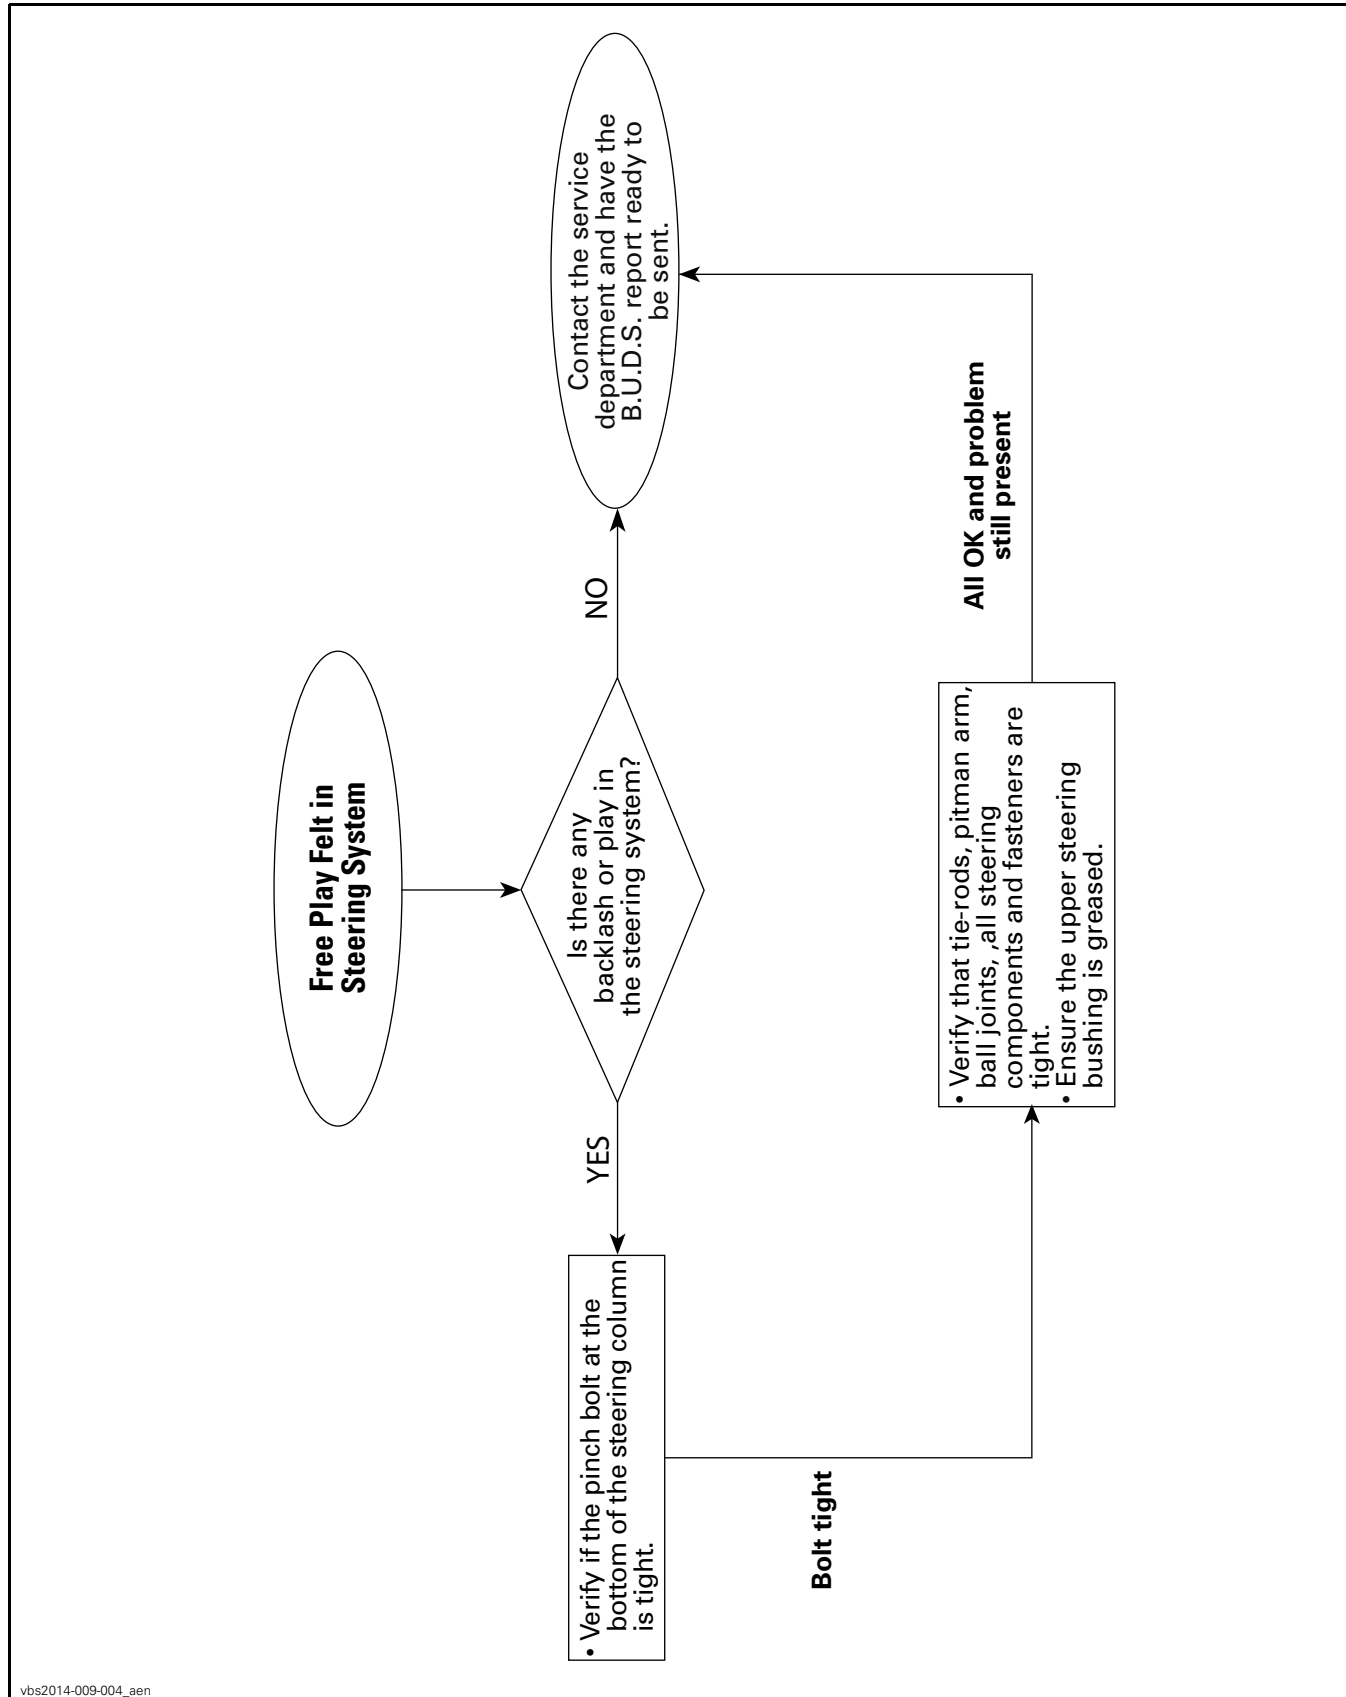 Free Play Felt in
Steering System
Is there any
backlash or play in
the steering system?
YES
NO
• Verify if the pinch bolt at the
bottom of the steering column
is tight.
Contact the service
department and have the
B.U.D.S. report ready to
be sent.
Bolt tight
• Verify that tie-rods, pitman arm,
ball joints, ,all steering
components and fasteners are
tight.
• Ensure the upper steering
bushing is greased.
All OK and problem
still present
vbs2014-009-004_aen